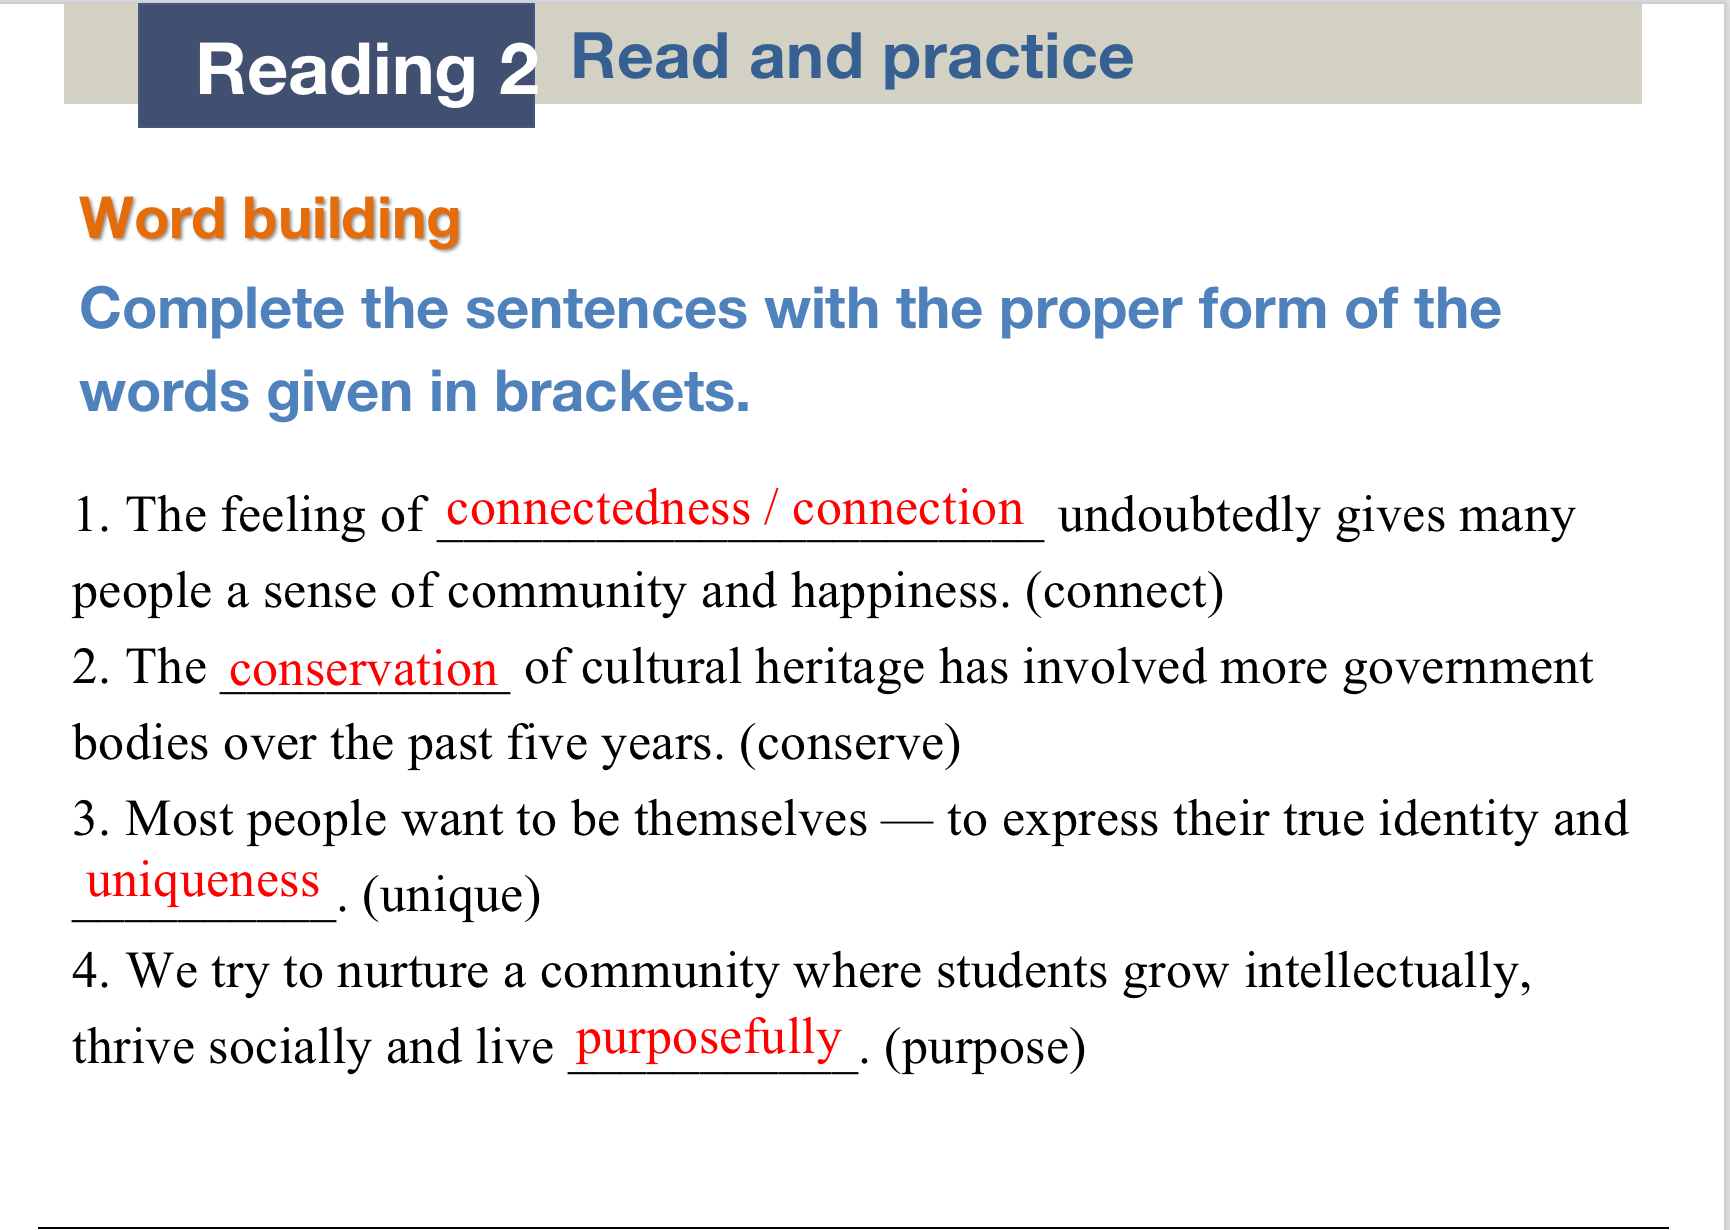 Reading 2 Read and practice
Word building
Complete the sentences with the proper form of the
words given in brackets.
1. The feeling of connectedness / connection undoubtedly gives many
people a sense of community and happiness. (connect)
2. The conservation of cultural heritage has involved more government
bodies over the past five years. (conserve)
3. Most people want to be themselves — to express their true identity and
uniqueness. (unique)
4. We try to nurture a community where students grow intellectually,
thrive socially and live purposefully. (purpose)